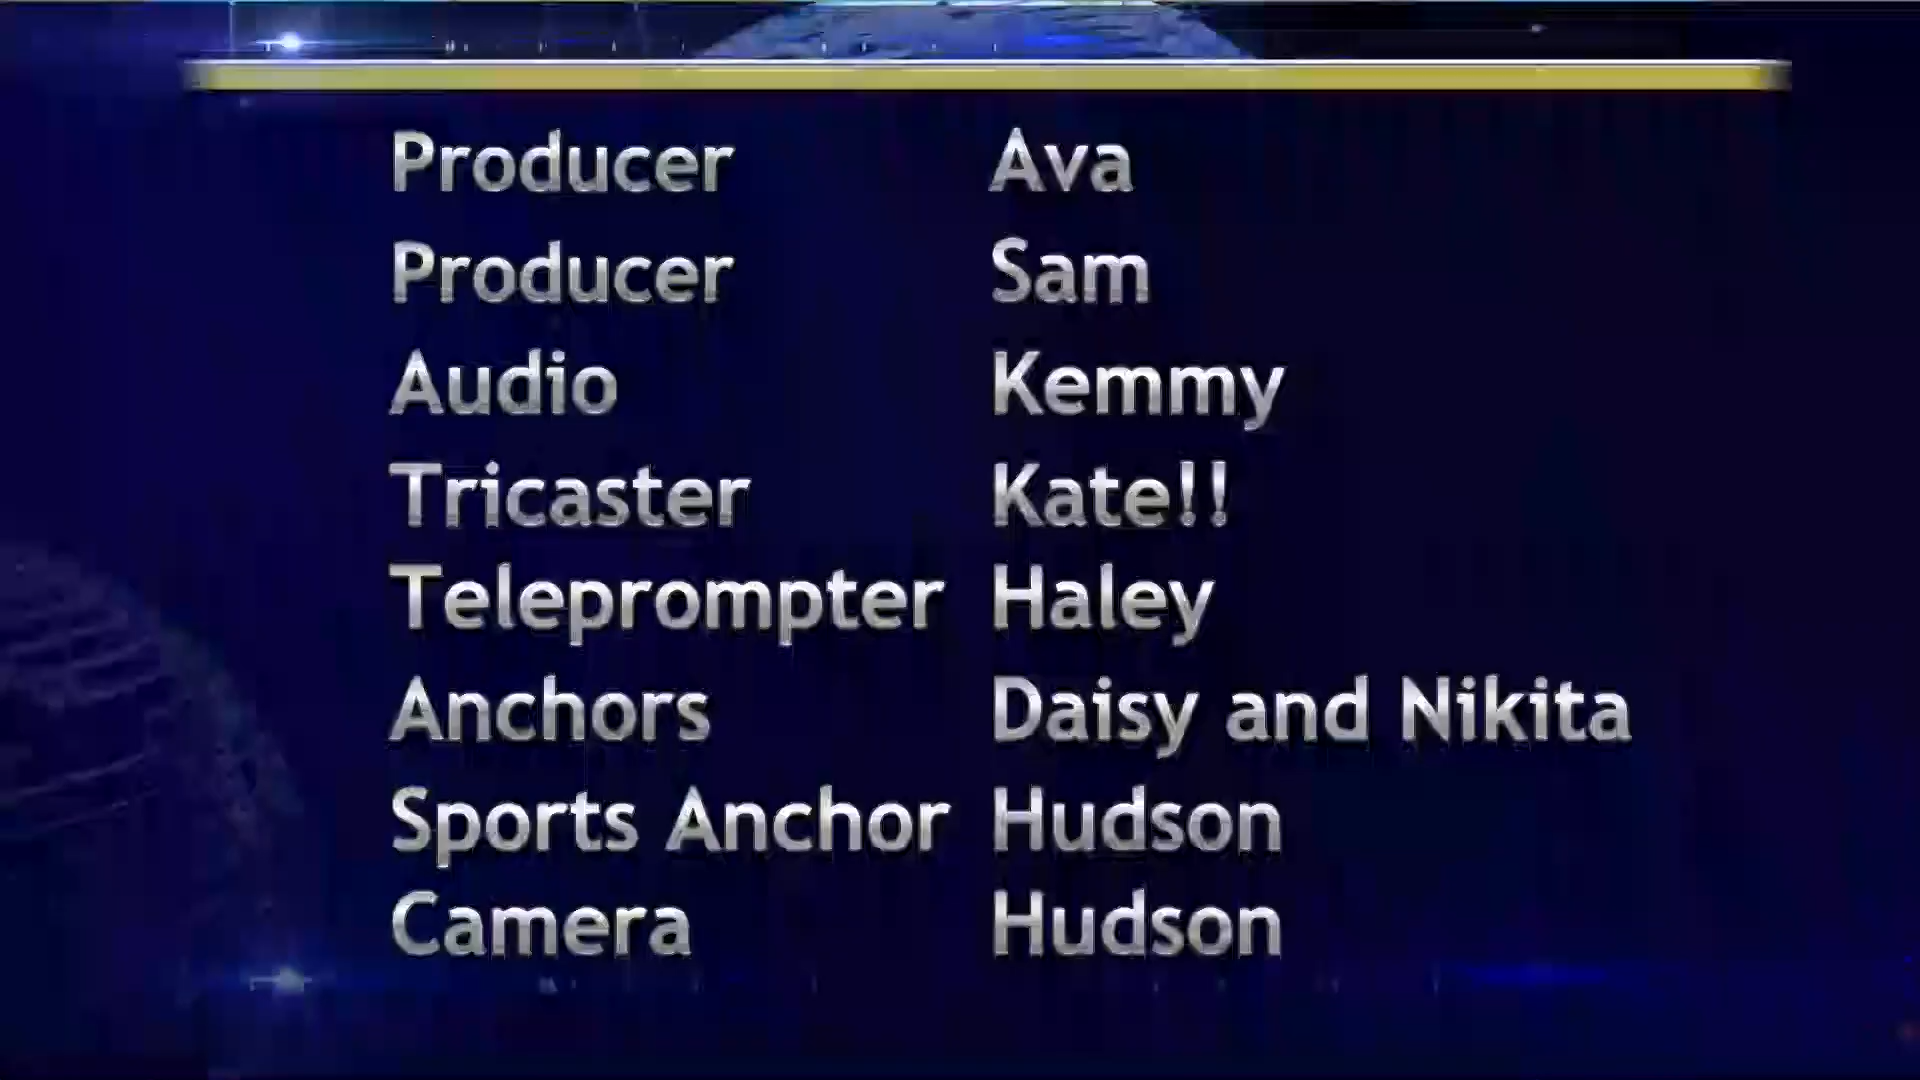 Producer Ava
Producer Sam
Audio Kemmy
Tricaster Kate!!
Teleprompter Haley
Anchors Daisy and Nikita
Sports Anchor Hudson
Camera Hudson